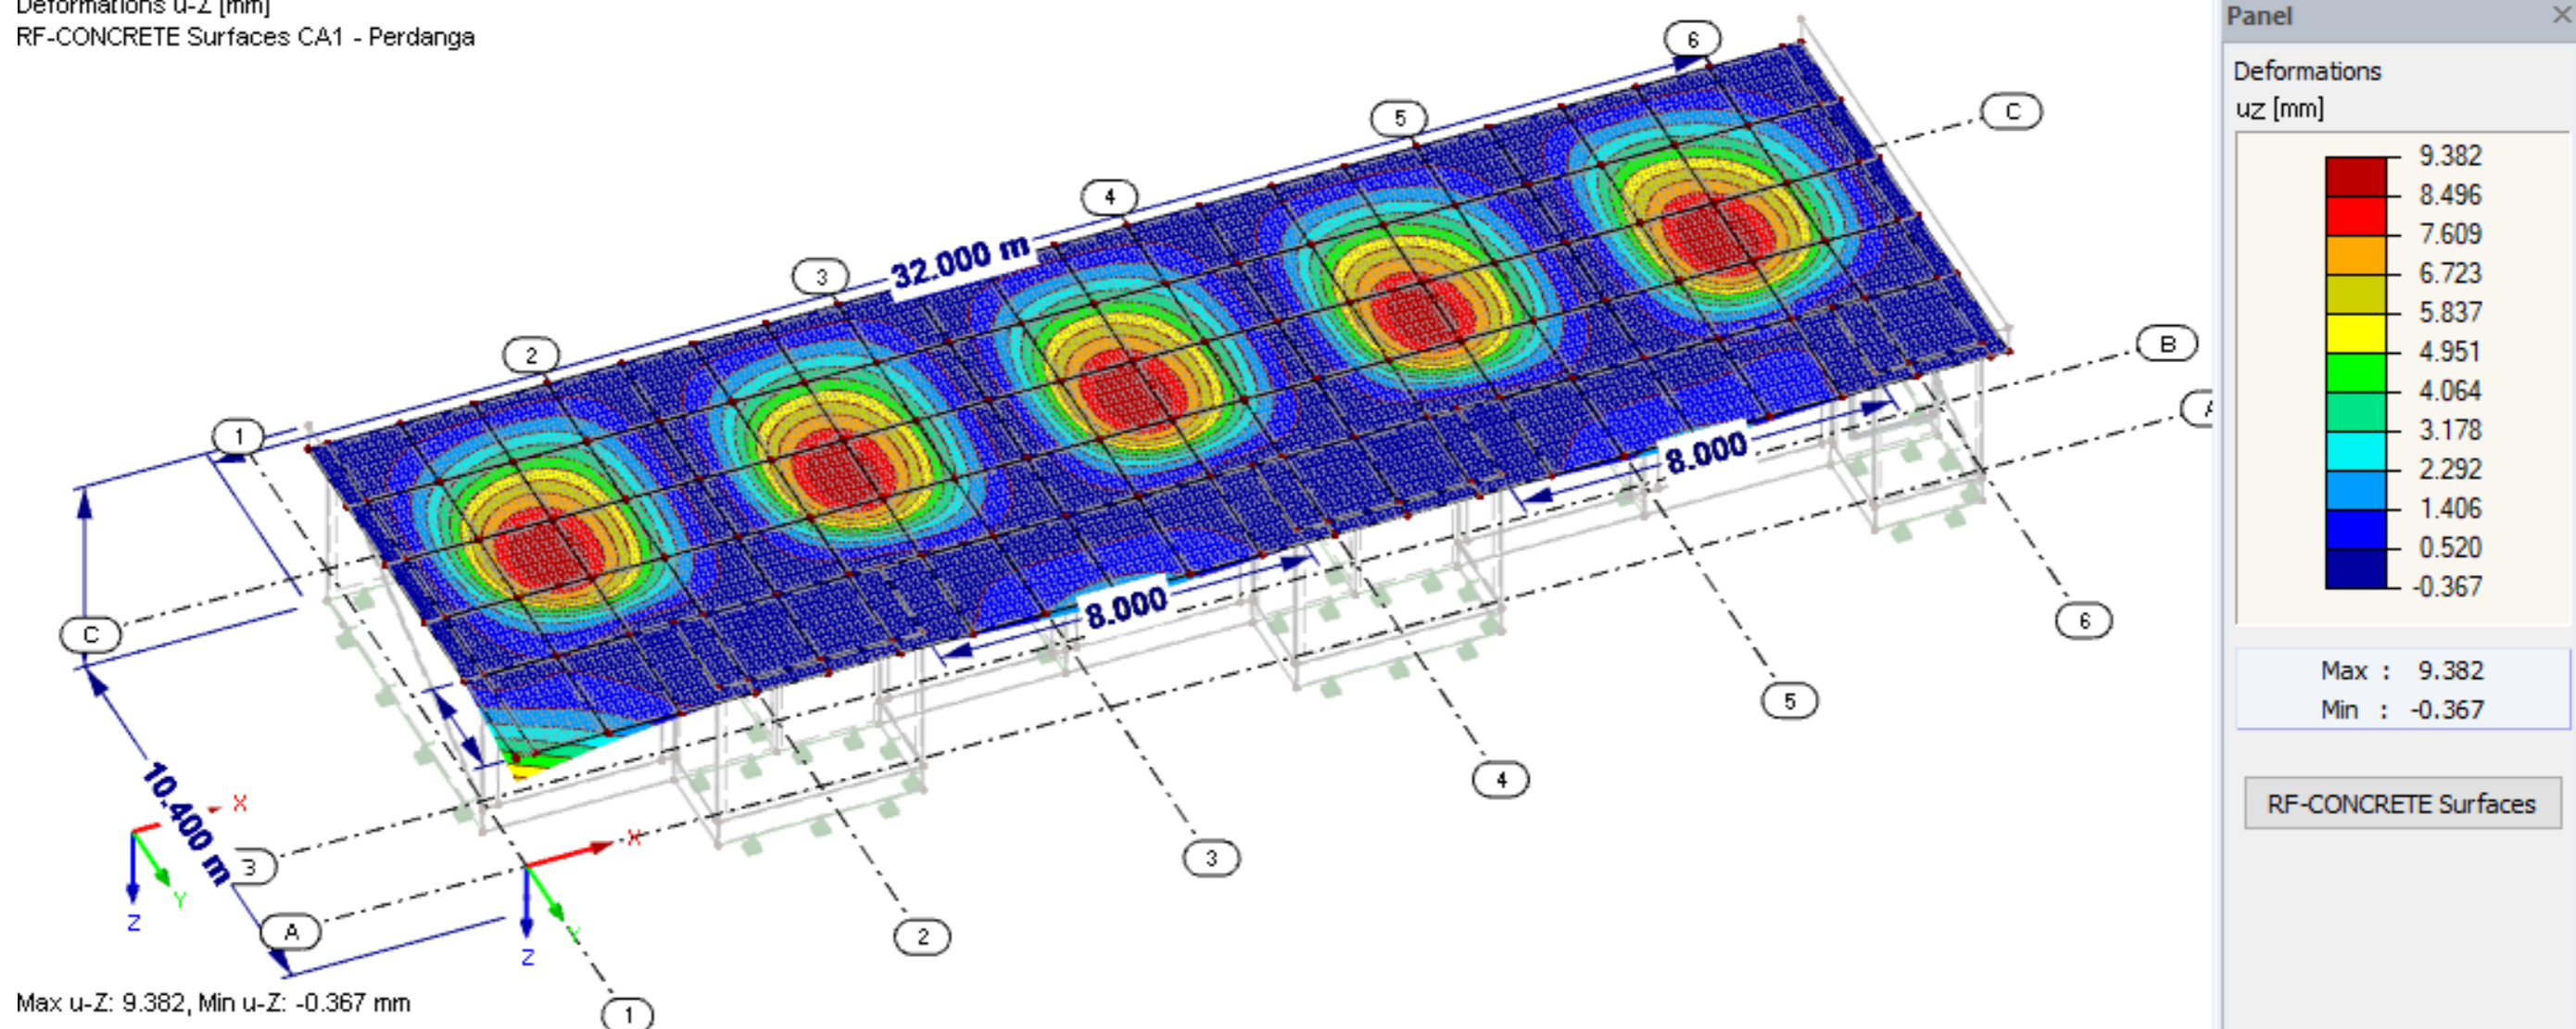 Deformations u-Z [mm]
RF-CONCRETE Surfaces CA1 - Perdanga
6
C
5
4
32.000 m
3
B
2
1
8.000
8.000
C
6
5
4
10.400 m
X
3
X
3
A
Y
Z
2
Y
Z
1
Max u-Z: 9.382, Min u-Z: -0.367 mm
Panel
Deformations
uz [mm]
9.382
8.496
7.609
6.723
5.837
4.951
4.064
3.178
2.292
1.406
0.520
-0.367
Max : 9.382
Min : -0.367
RF-CONCRETE Surfaces